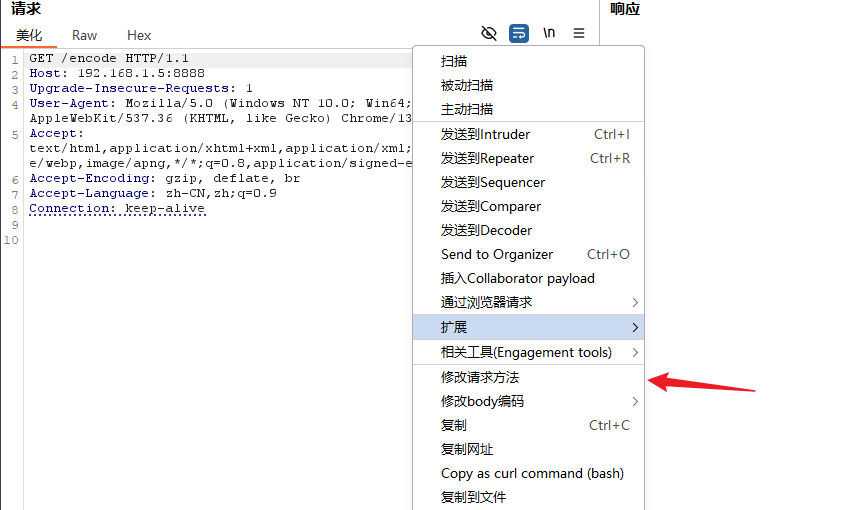 请求
响应
美化 Raw Hex
\n
1 GET /encode HTTP/1.1
2 Host: 192.168.1.5:8888
3 Upgrade-Insecure-Requests: 1
4 User-Agent: Mozilla/5.0 (Windows NT 10.0; Win64;
AppleWebKit/537.36 (KHTML, like Gecko) Chrome/13
5 Accept:
text/html,application/xhtml+xml,application/xml;
e/webp,image/apng,*/*;q=0.8,application/signed-e
6 Accept-Encoding: gzip, deflate, br
7 Accept-Language: zh-CN,zh;q=0.9
8 Connection: keep-alive
9
10
扫描
被动扫描
主动扫描
发送到Intruder Ctrl+I
发送到Repeater Ctrl+R
发送到Sequencer
发送到Comparer
发送到Decoder
Send to Organizer Ctrl+O
插入Collaborator payload
通过浏览器请求
扩展
相关工具(Engagement tools)
修改请求方法
修改body编码
复制 Ctrl+C
复制网址
Copy as curl command (bash)
复制到文件